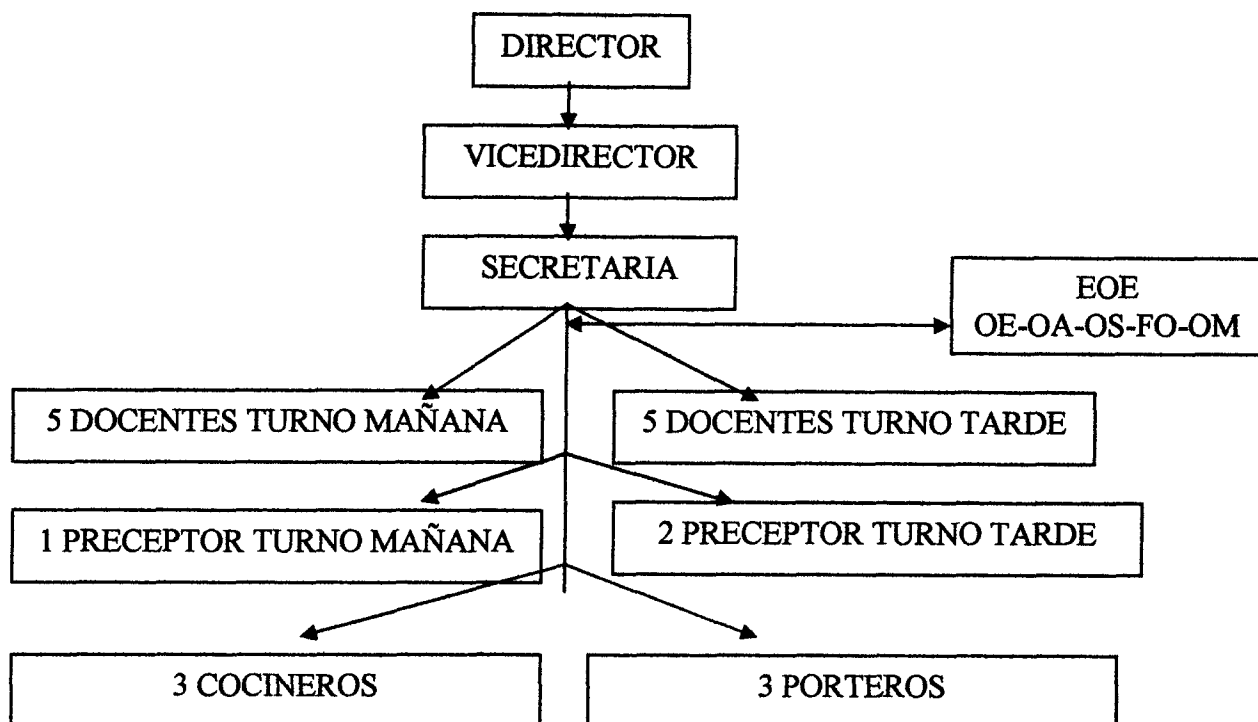 DIRECTOR
VICEDIRECTOR
SECRETARIA
EOE
OE-OA-OS-FO-OM
5 DOCENTES TURNO MAÑANA
5 DOCENTES TURNO TARDE
1 PRECEPTOR TURNO MAÑANA
2 PRECEPTOR TURNO TARDE
3 COCINEROS
3 PORTEROS